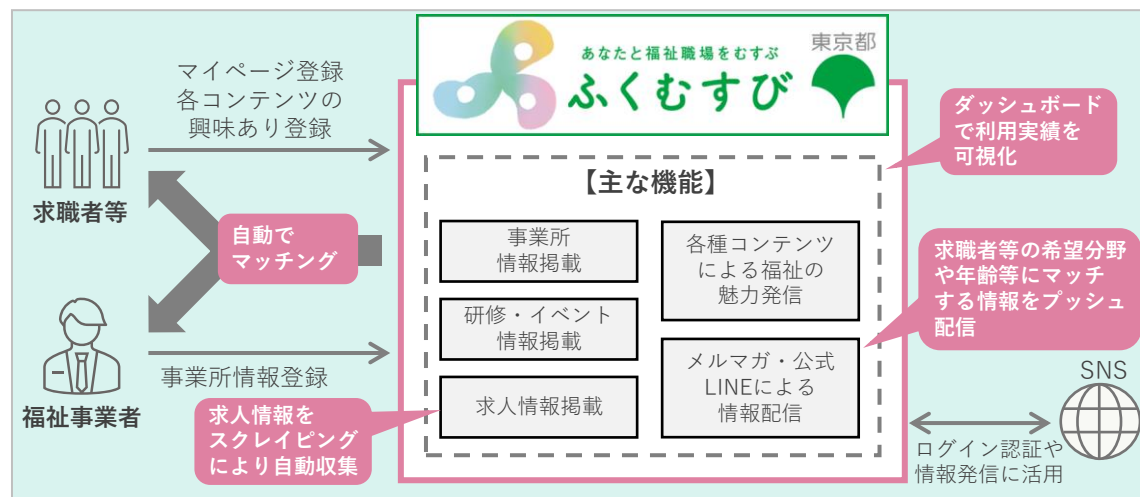 あなたと福祉職場をむすぶ
ふくむすび
東京都
マイページ登録
各コンテンツの
興味あり登録
求職者等
自動で
マッチング
福祉事業者
事業所情報登録
求人情報を
スクレイピング
により自動収集
【主な機能】
事業所
情報掲載
研修・イベント
情報掲載
求人情報掲載
各種コンテンツ
による福祉の
魅力発信
メルマガ・公式
LINEによる
情報配信
ダッシュボード
で利用実績を
可視化
求職者等の希望分野
や年齢等にマッチ
する情報をプッシュ
配信
SNS
ログイン認証や
情報発信に活用